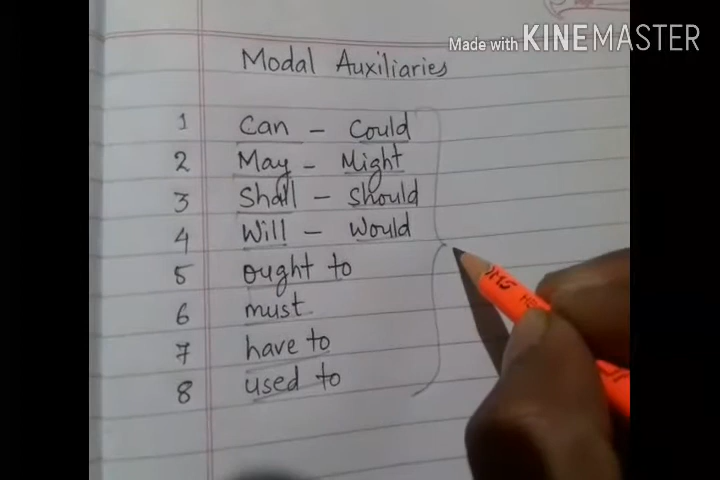 Made with KINEMASTER
Modal Auxiliaries
1 Can - Could
2 May - Might
3 Shall - Should
4 Will - Would
5 ought to
6 must
7 have to
8 used to